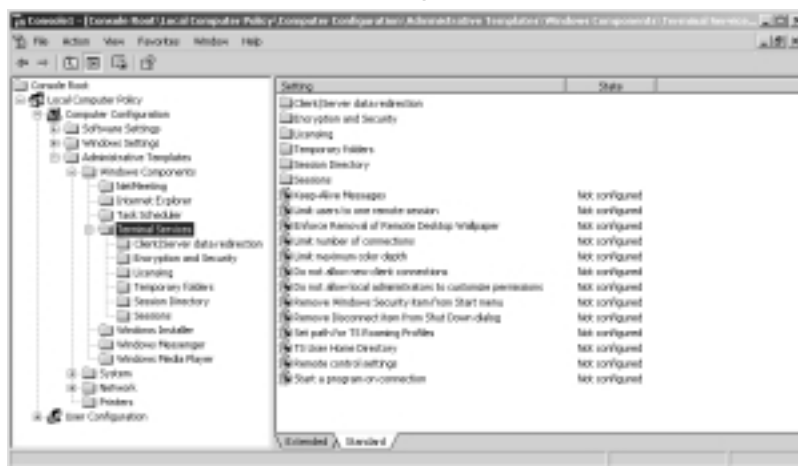 Console1 - [Console Root\Local Computer Policy\Computer Configuration\Administrative Templates\Windows Components\Terminal Services...
File Action View Favorites Window Help
Console Root
Local Computer Policy
Computer Configuration
Software Settings
Windows Settings
Administrative Templates
Windows Components
NetMeeting
Internet Explorer
Task Scheduler
Terminal Services
Client/Server data redirection
Encryption and Security
Licensing
Temporary folders
Session Directory
Sessions
Windows Installer
Windows Messenger
Windows Media Player
System
Network
Printers
User Configuration
Setting State
Client/Server data redirection
Encryption and Security
Licensing
Temporary folders
Session Directory
Sessions
Keep-Alive Messages Not configured
Limit users to one remote session Not configured
Enforce Removal of Remote Desktop Wallpaper Not configured
Limit number of connections Not configured
Limit maximum color depth Not configured
Do not allow new client connections Not configured
Do not allow local administrators to customize permissions Not configured
Remove Windows Security item from Start menu Not configured
Remove Disconnect item from Shut Down dialog Not configured
Set path for TS Roaming Profiles Not configured
TS User Home Directory Not configured
Remote control settings Not configured
Start a program on connection Not configured
Extended Standard